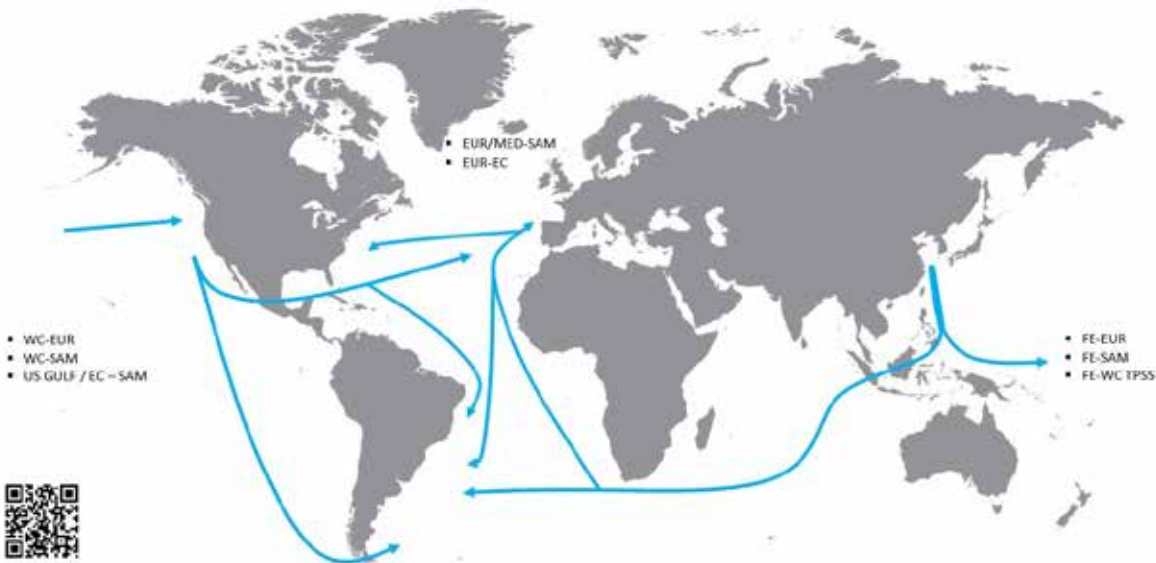 ▪ EUR/MED-SAM
▪ EUR-EC
▪ WC-EUR
▪ WC-SAM
▪ US GULF / EC – SAM
▪ FE-EUR
▪ FE-SAM
▪ FE-WC TPSS